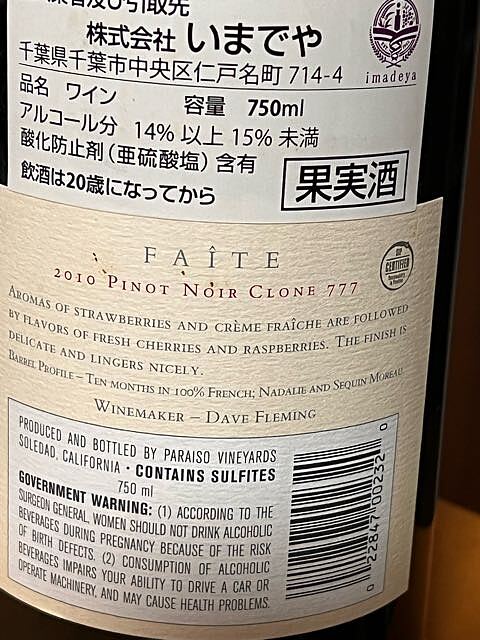 業者及び引取先
株式会社 いまでや
千葉県千葉市中央区仁戸名町 714-4
imadeya
品名 ワイン 容量 750ml
アルコール分 14% 以上 15% 未満
酸化防止剤（亜硫酸塩）含有
飲酒は20歳になってから
果実酒
FAÎTE
2010 PINOT NOIR CLONE 777
CERTIFIED
AROMAS OF STRAWBERRIES AND CRÈME FRAÎCHE ARE FOLLOWED
BY FLAVORS OF FRESH CHERRIES AND RASPBERRIES. THE FINISH IS
DELICATE AND LINGERS NICELY.
BARREL PROFILE – TEN MONTHS IN 100% FRENCH; NADALIE AND SEQUIN MOREAU.
WINEMAKER – DAVE FLEMING
PRODUCED AND BOTTLED BY PARAISO VINEYARDS
SOLEDAD, CALIFORNIA • CONTAINS SULFITES
750 ml
GOVERNMENT WARNING: (1) ACCORDING TO THE
SURGEON GENERAL, WOMEN SHOULD NOT DRINK ALCOHOLIC
BEVERAGES DURING PREGNANCY BECAUSE OF THE RISK
OF BIRTH DEFECTS. (2) CONSUMPTION OF ALCOHOLIC
BEVERAGES IMPAIRS YOUR ABILITY TO DRIVE A CAR OR
OPERATE MACHINERY, AND MAY CAUSE HEALTH PROBLEMS.
0 22847 00232 0